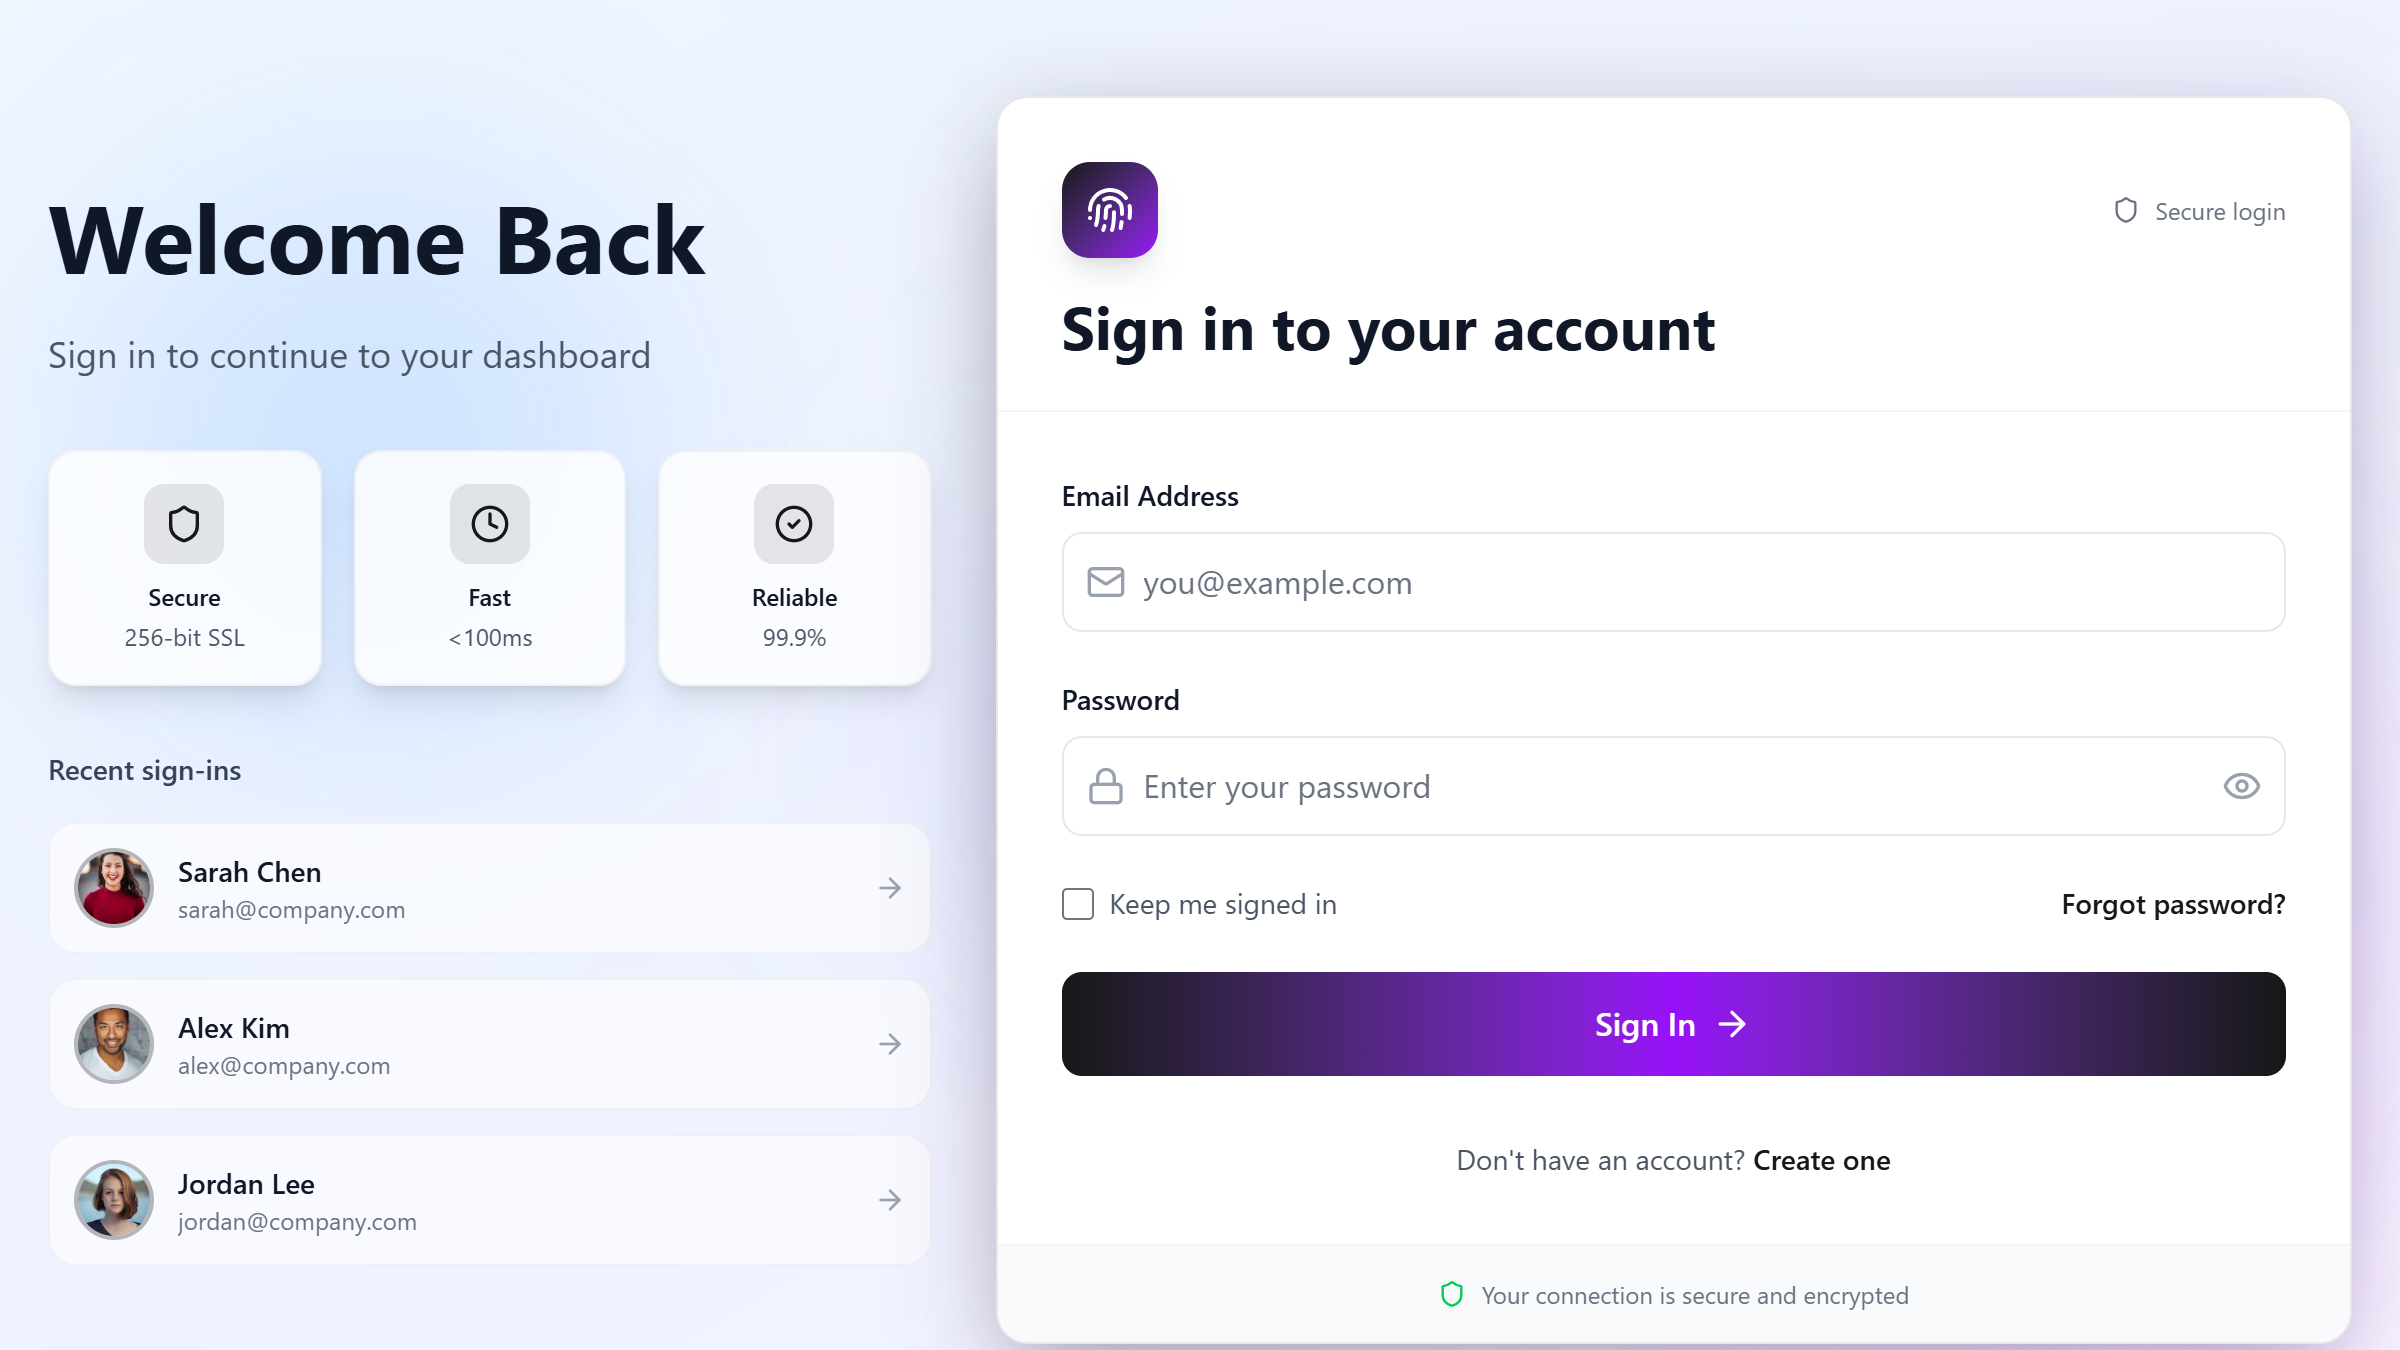 Welcome Back
Sign in to continue to your dashboard
Secure
256-bit SSL
Fast
<100ms
Reliable
99.9%
Recent sign-ins
Sarah Chen
sarah@company.com
Alex Kim
alex@company.com
Jordan Lee
jordan@company.com
Secure login
Sign in to your account
Email Address
you@example.com
Password
Enter your password
Keep me signed in
Forgot password?
Sign In
Don't have an account? Create one
Your connection is secure and encrypted